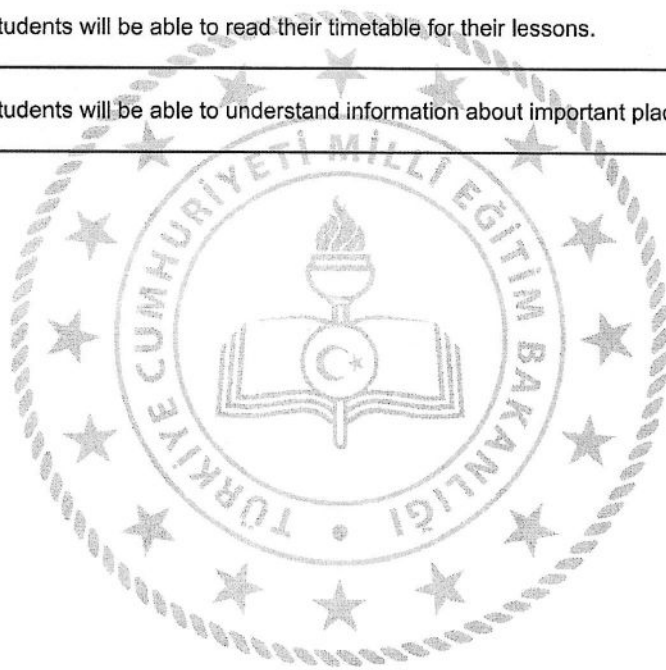 tudents will be able to read their timetable for their lessons.
tudents will be able to understand information about important plac
TÜRKİYE CUMHURİYETİ MİLLÎ EĞİTİM BAKANLIĞI